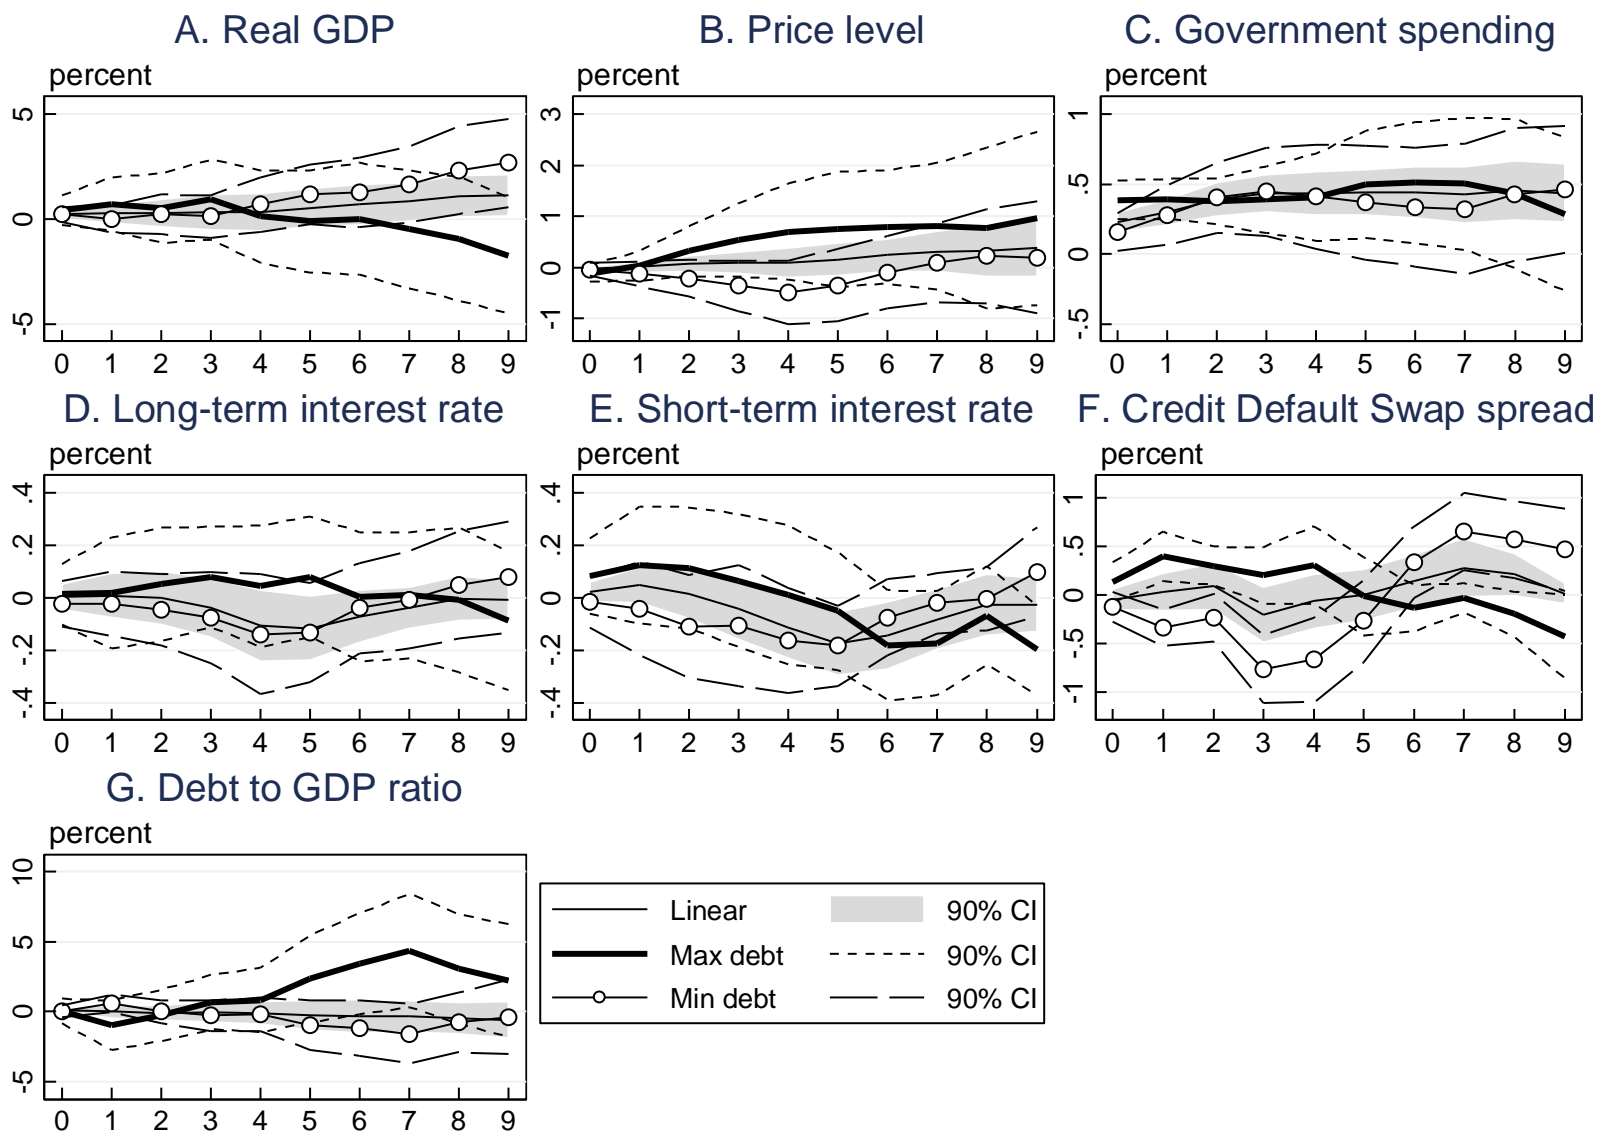 A. Real GDP
percent
5
0
-5
0 1 2 3 4 5 6 7 8 9
B. Price level
percent
3
2
1
0
-1
0 1 2 3 4 5 6 7 8 9
C. Government spending
percent
1
.5
0
-.5
0 1 2 3 4 5 6 7 8 9
D. Long-term interest rate
percent
.4
.2
0
-.2
-.4
0 1 2 3 4 5 6 7 8 9
E. Short-term interest rate
percent
.4
.2
0
-.2
-.4
0 1 2 3 4 5 6 7 8 9
F. Credit Default Swap spread
percent
1
.5
0
-.5
-1
0 1 2 3 4 5 6 7 8 9
G. Debt to GDP ratio
percent
10
5
0
-5
0 1 2 3 4 5 6 7 8 9
Linear 90% CI
Max debt 90% CI
Min debt 90% CI